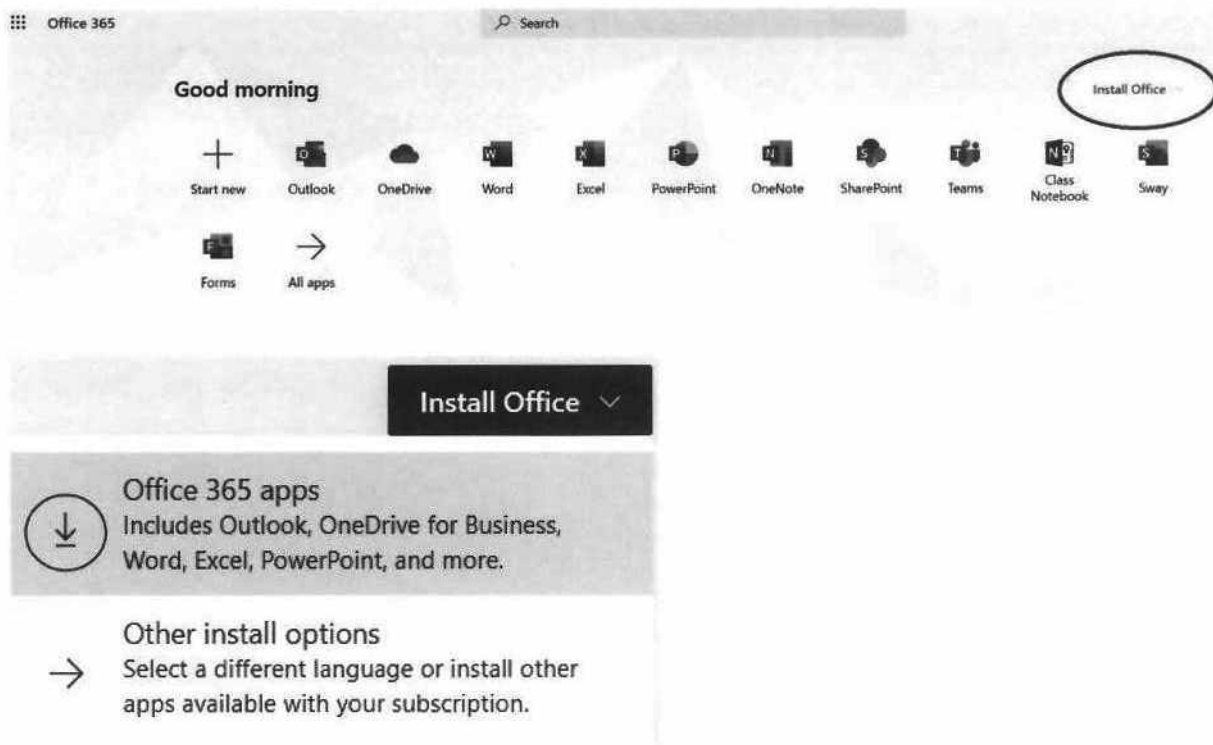 Office 365
Search
Good morning
Install Office
Start new
Outlook
OneDrive
Word
Excel
PowerPoint
OneNote
SharePoint
Teams
Class
Notebook
Sway
Forms
All apps
Install Office
Office 365 apps
Includes Outlook, OneDrive for Business,
Word, Excel, PowerPoint, and more.
Other install options
Select a different language or install other
apps available with your subscription.